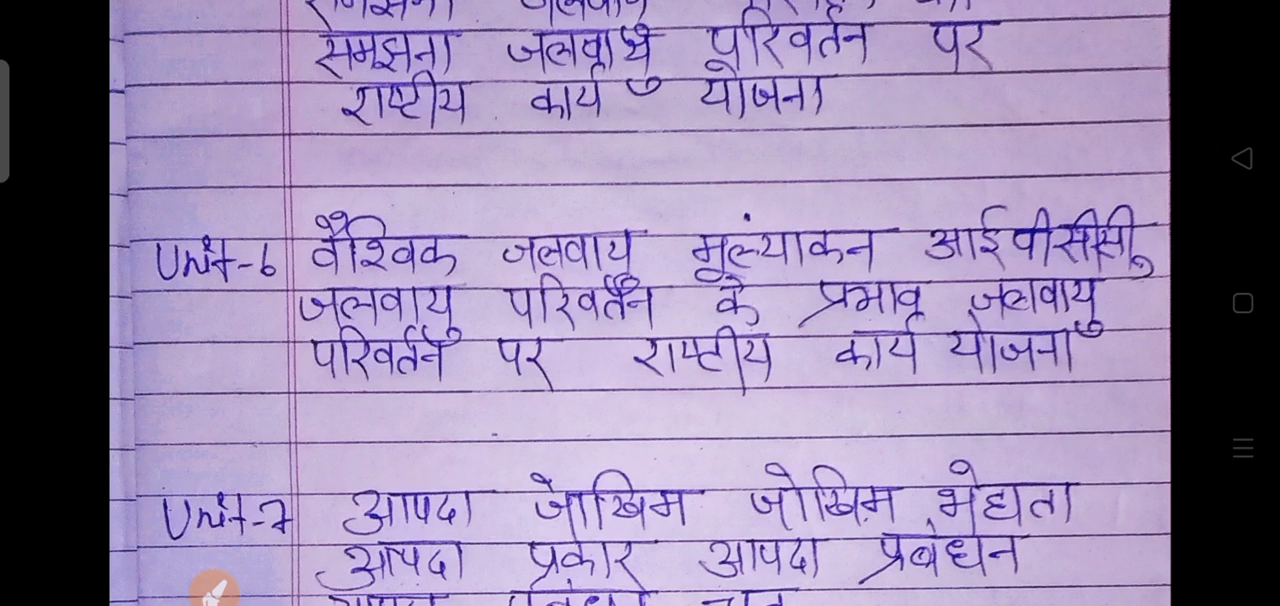 समझना जलवायु परिवर्तन पर
राष्टीय कार्य योजना
Unit-6 वैश्विक जलवायु मूल्यांकन आईपीसीसी
जलवायु परिवर्तन के प्रभाव जलवायु
परिवर्तन पर राष्टीय कार्य योजना
Unit-7 आपदा जोखिम जोखिम भेद्यता
आपदा प्रकार आपदा प्रबंधन